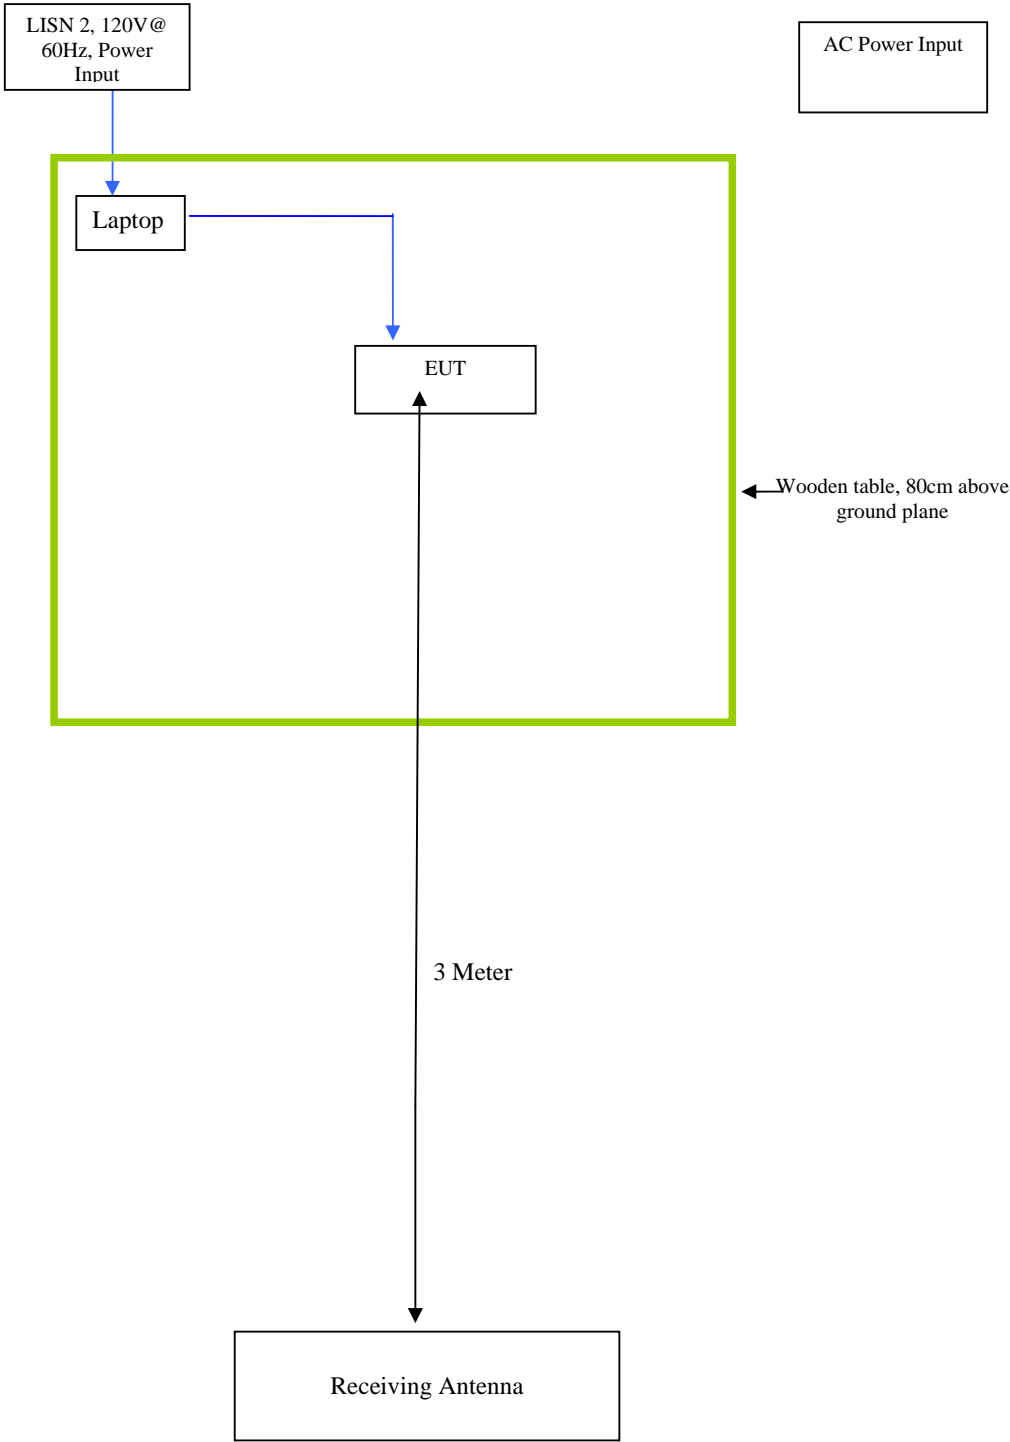 LISN 2, 120V@
60Hz, Power
Input
AC Power Input
Laptop
EUT
Wooden table, 80cm above
ground plane
3 Meter
Receiving Antenna